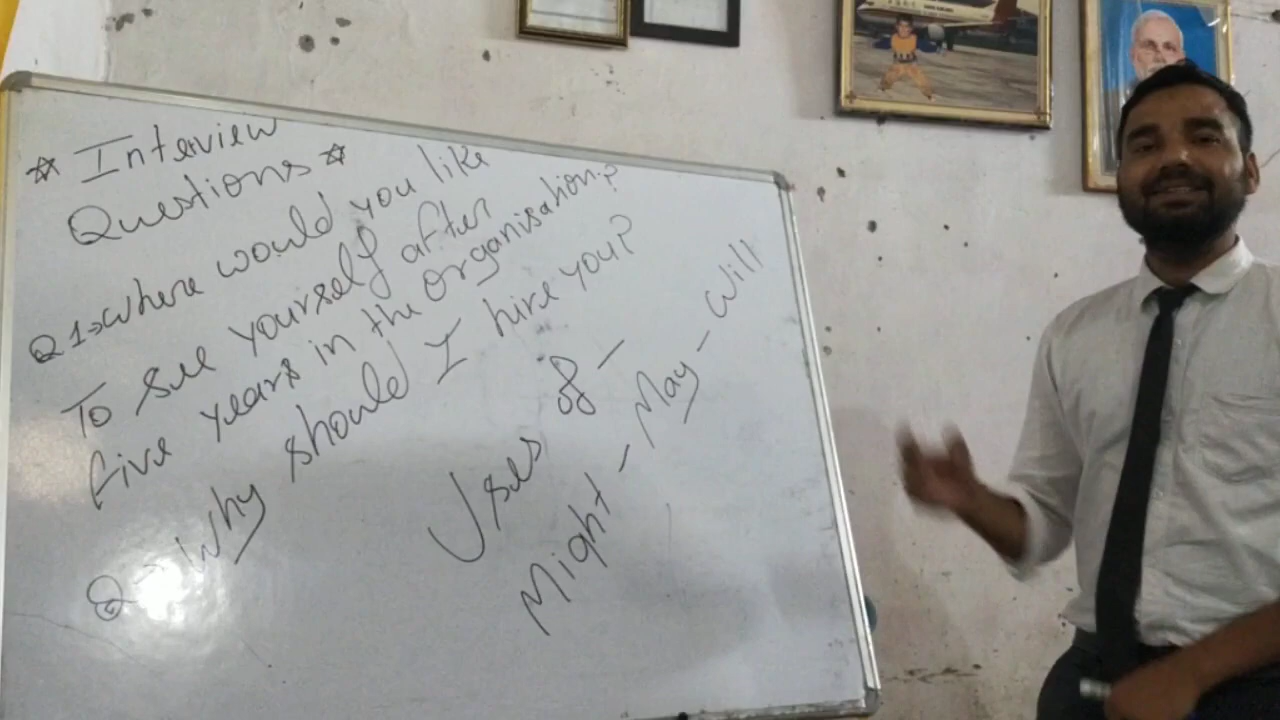 ☆ Interview
Questions ☆
Q 1→ Where would you like
To see yourself after
five years in the organisation?
Q → Why should I hire you?
Uses of -
Might - May - Will